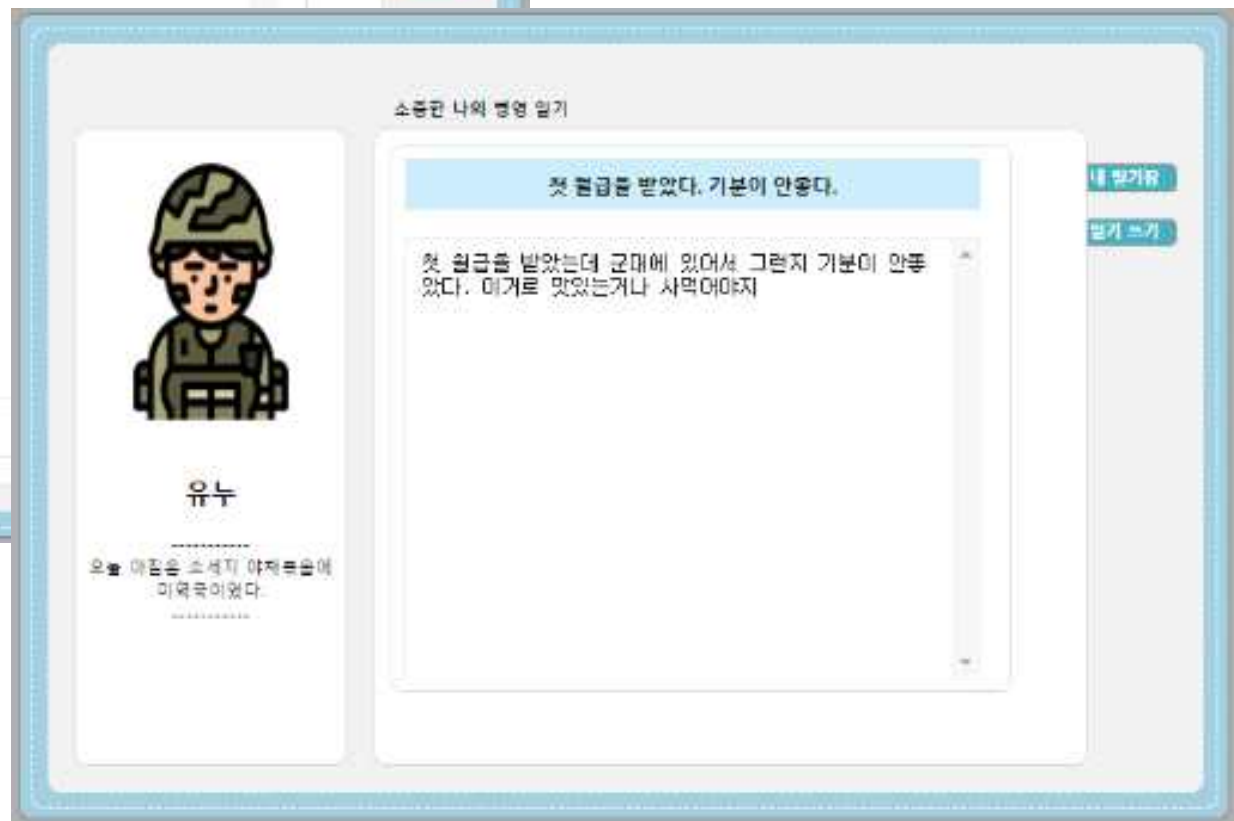 소중한 나의 병영 일기
첫 월급을 받았다. 기분이 안좋다.
첫 월급을 받았는데 군대에 있어서 그런지 기분이 안좋
았다. 이거로 맛있는거나 사먹어야지
내 일기장
일기 쓰기
유누
-----------
오늘 아침은 소세지 야채볶음에
미역국이었다.
-----------